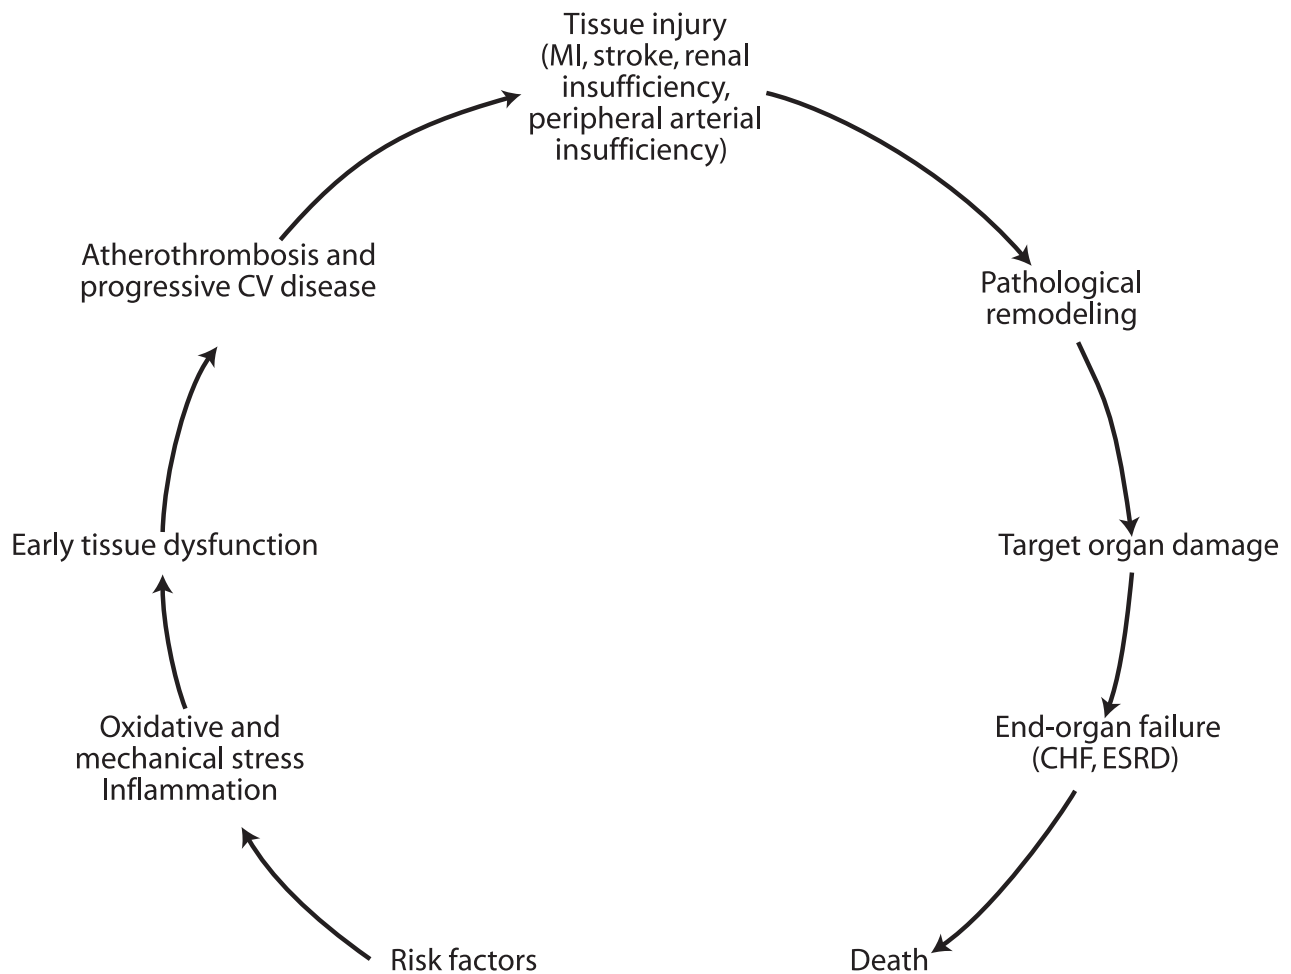 Tissue injury
(MI, stroke, renal
insufficiency,
peripheral arterial
insufficiency)
Atherothrombosis and
progressive CV disease
Pathological
remodeling
Early tissue dysfunction
Target organ damage
Oxidative and
mechanical stress
Inflammation
End-organ failure
(CHF, ESRD)
Risk factors
Death